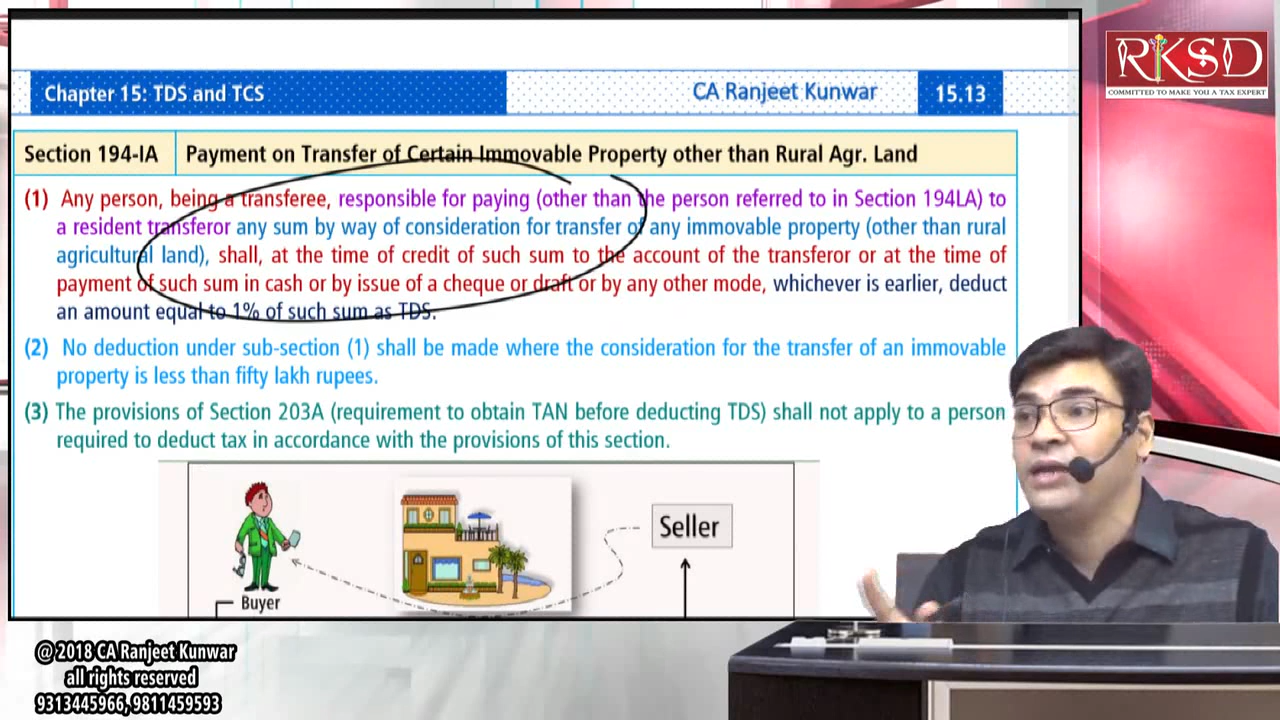 Chapter 15: TDS and TCS
CA Ranjeet Kunwar
15.13
RKSD
COMMITTED TO MAKE YOU A TAX EXPERT
Section 194-IA
Payment on Transfer of Certain Immovable Property other than Rural Agr. Land
(1) Any person, being a transferee, responsible for paying (other than the person referred to in Section 194LA) to
a resident transferor any sum by way of consideration for transfer of any immovable property (other than rural
agricultural land), shall, at the time of credit of such sum to the account of the transferor or at the time of
payment of such sum in cash or by issue of a cheque or draft or by any other mode, whichever is earlier, deduct
an amount equal to 1% of such sum as TDS.
(2) No deduction under sub-section (1) shall be made where the consideration for the transfer of an immovable
property is less than fifty lakh rupees.
(3) The provisions of Section 203A (requirement to obtain TAN before deducting TDS) shall not apply to a person
required to deduct tax in accordance with the provisions of this section.
Seller
Buyer
@ 2018 CA Ranjeet Kunwar
all rights reserved
9313445966, 9811459593